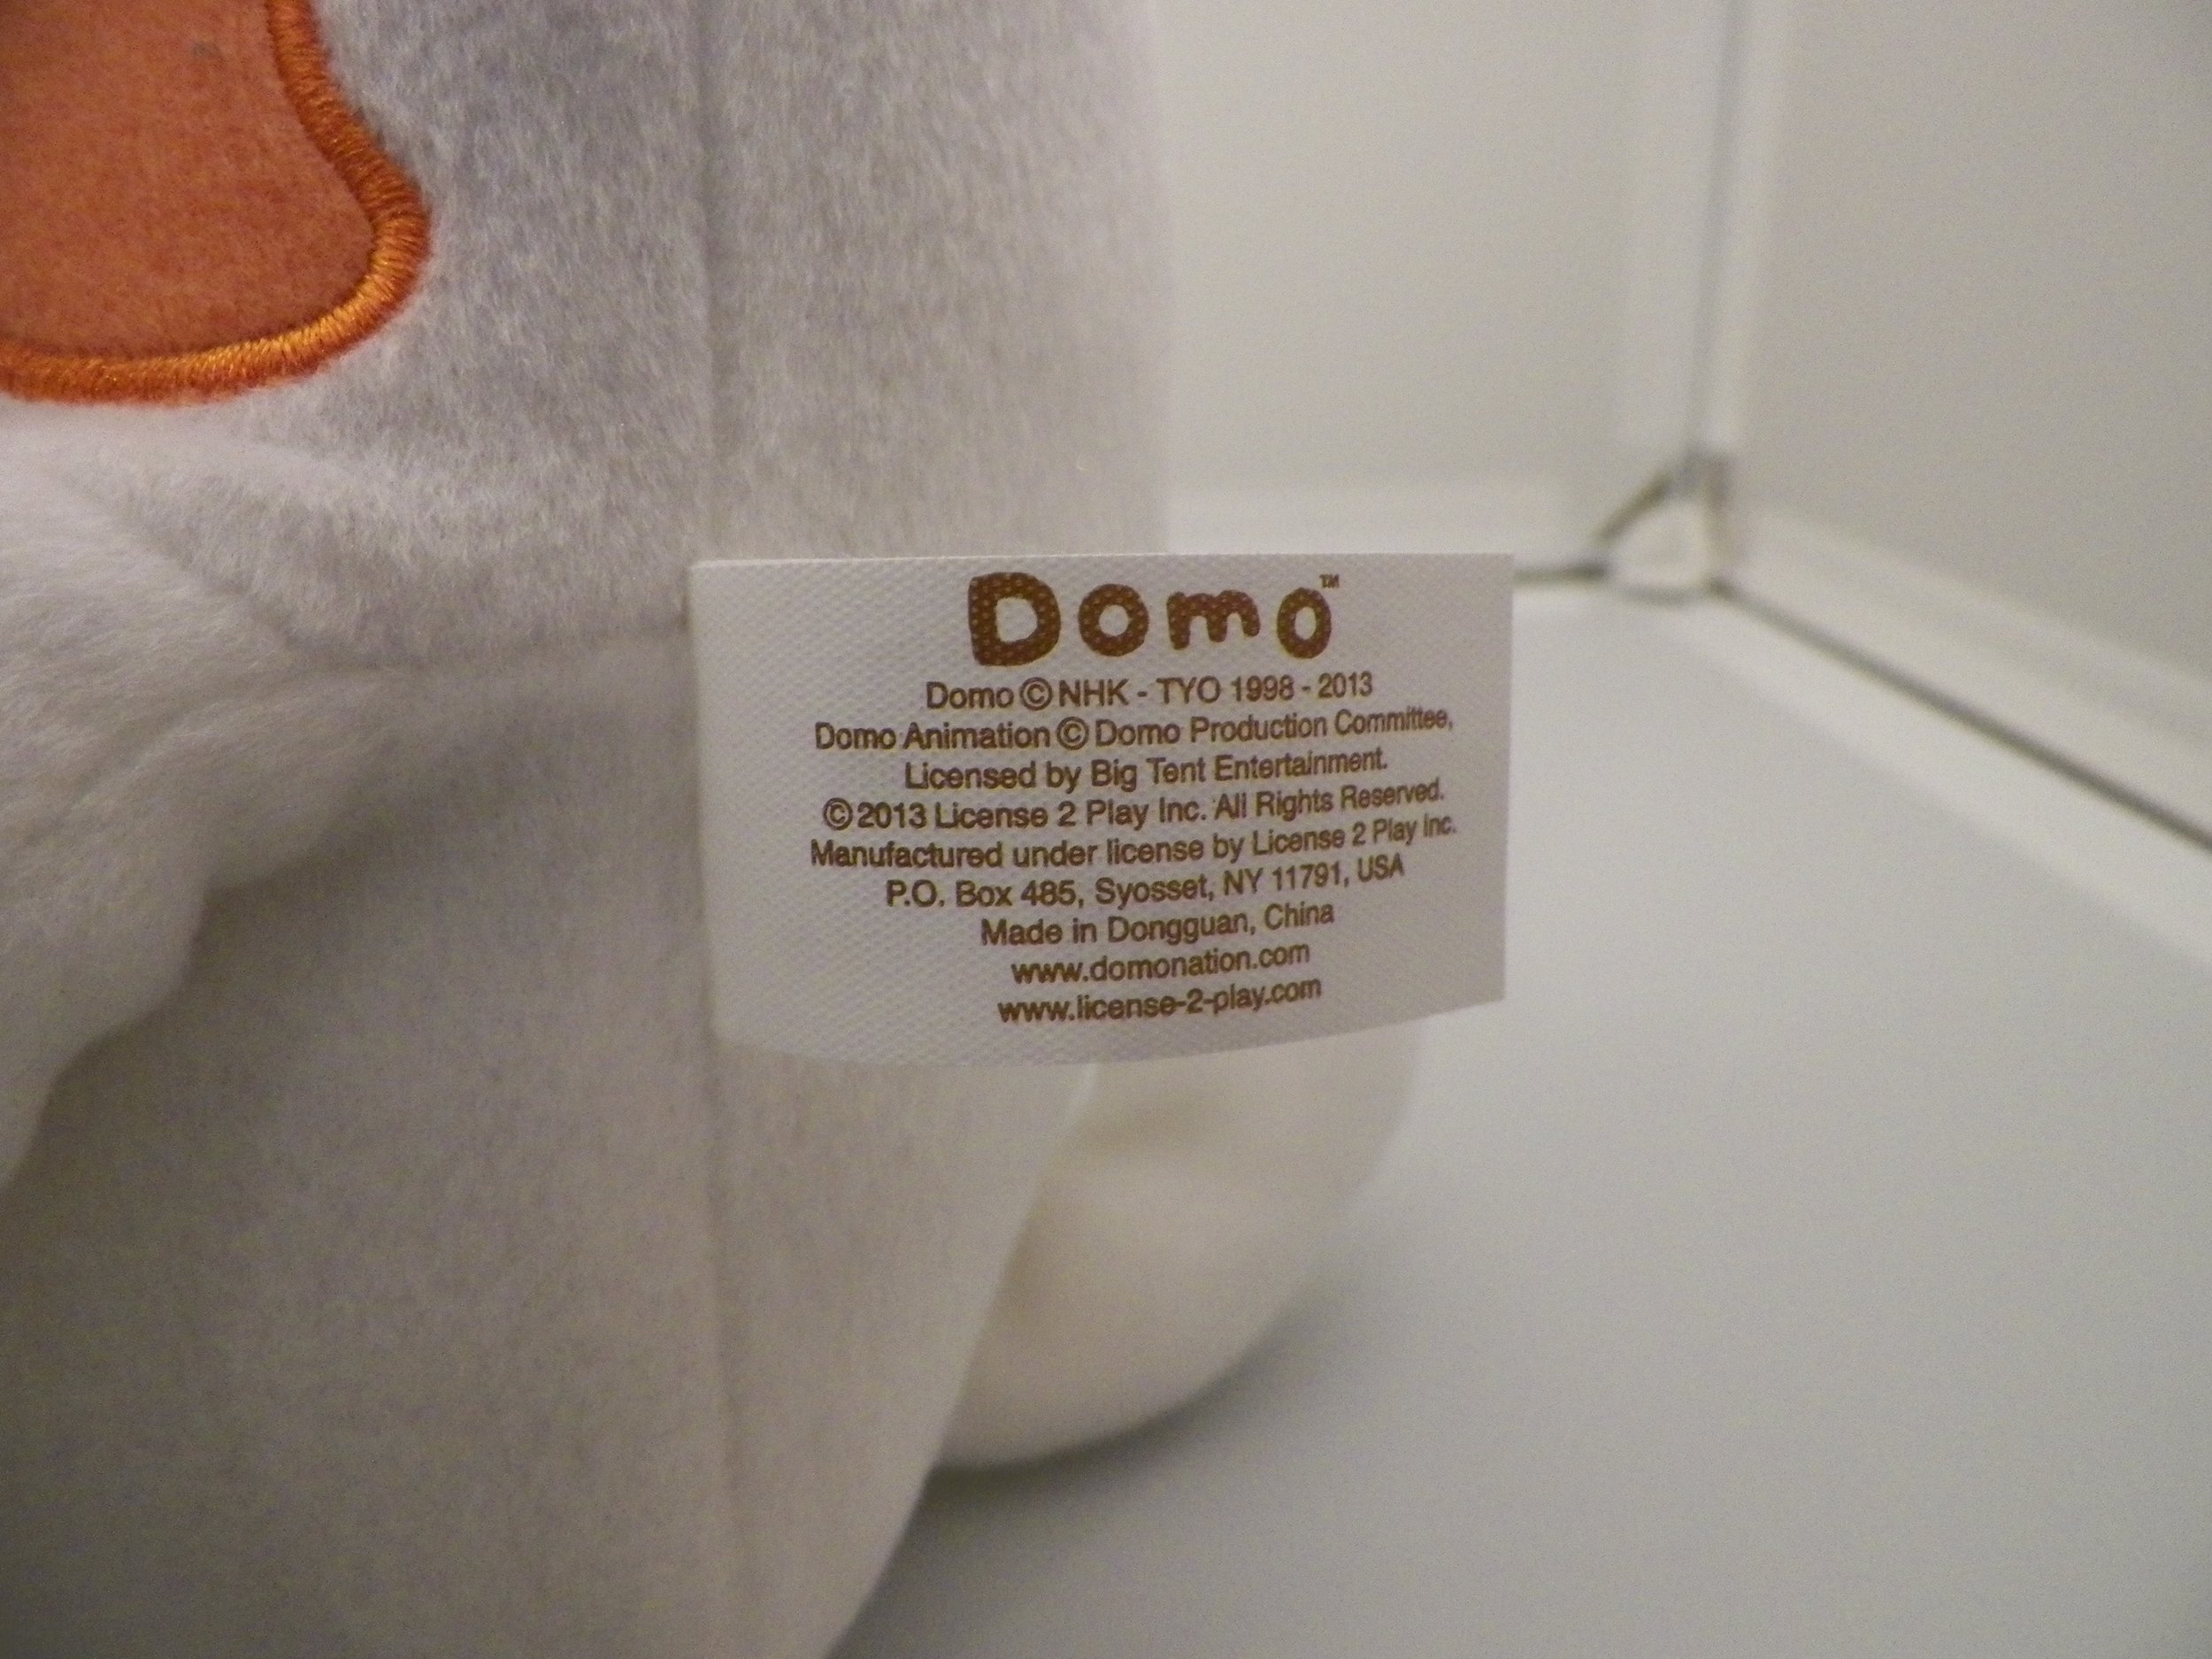 Domo™
Domo © NHK - TYO 1998 - 2013
Domo Animation © Domo Production Committee,
Licensed by Big Tent Entertainment.
© 2013 License 2 Play Inc. All Rights Reserved.
Manufactured under license by License 2 Play Inc.
P.O. Box 485, Syosset, NY 11791, USA
Made in Dongguan, China
www.domonation.com
www.license-2-play.com